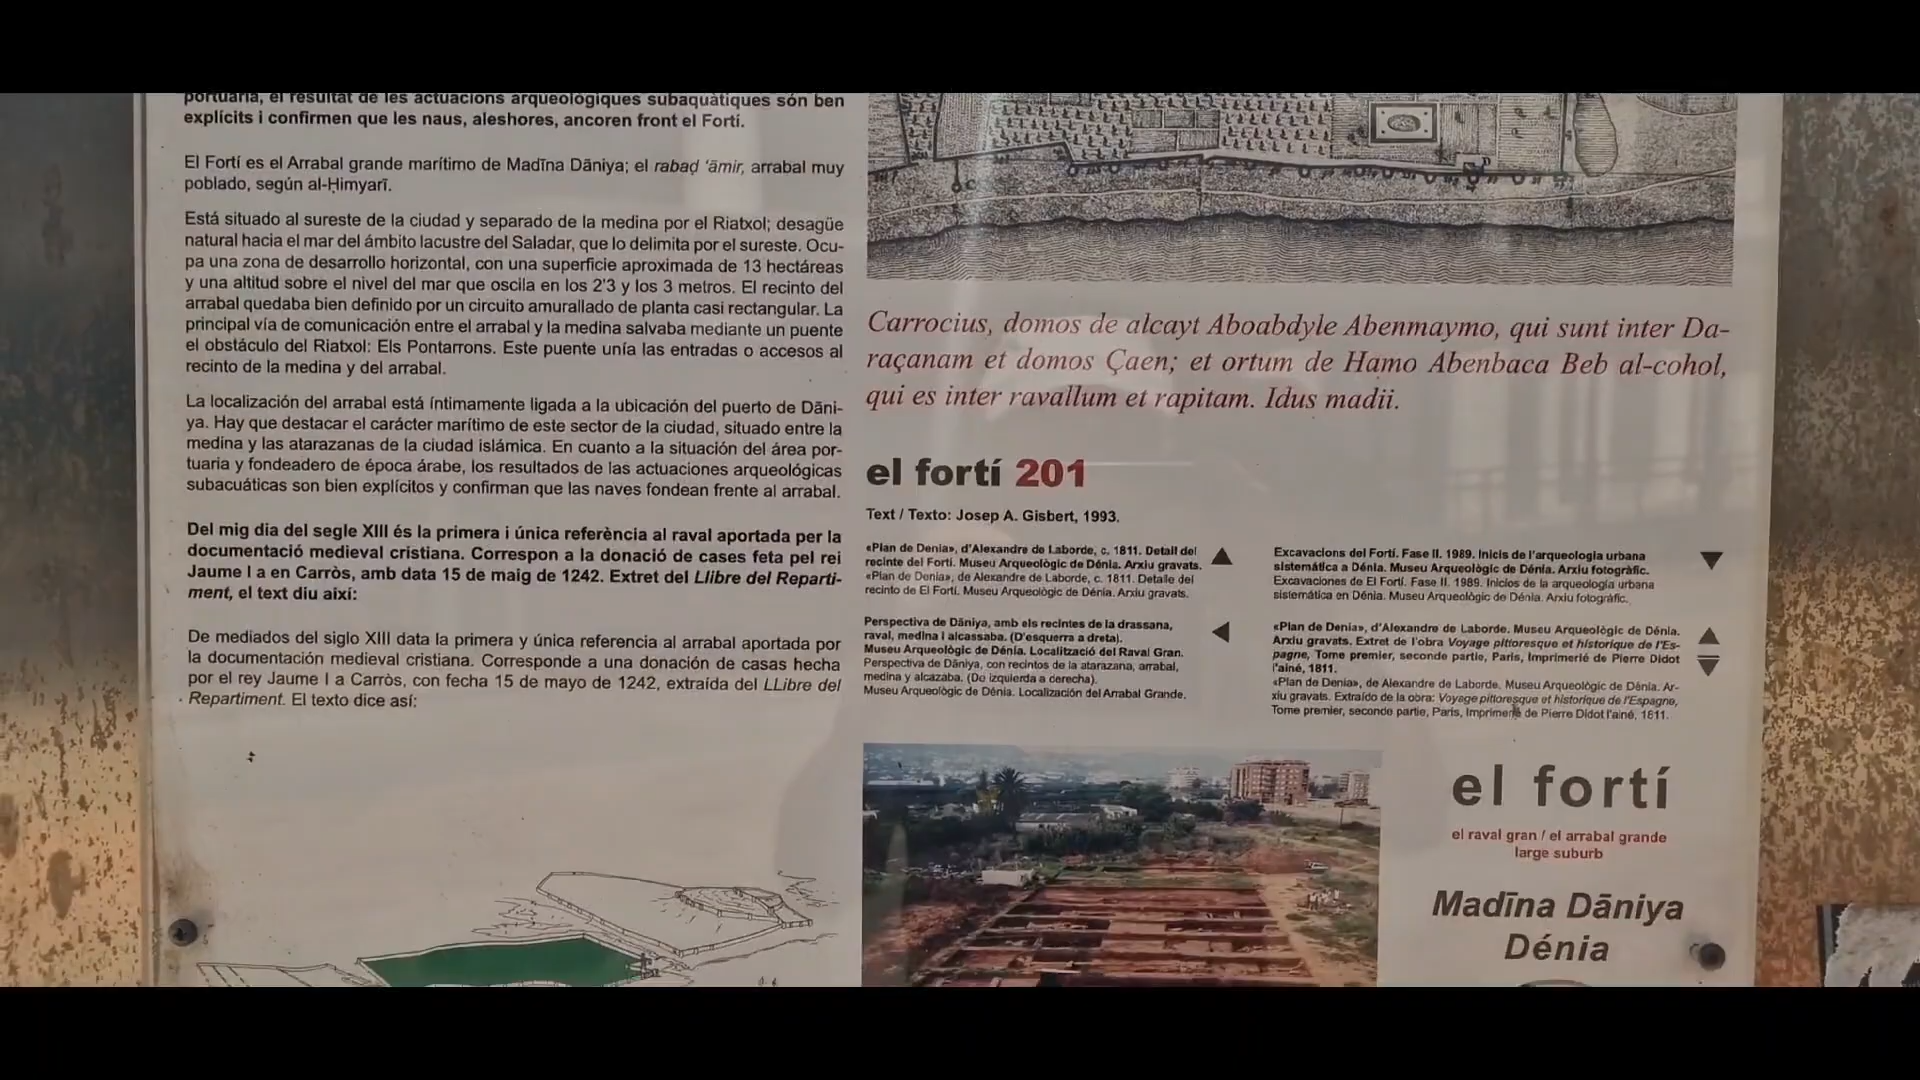 portuària, el resultat de les actuacions arqueològiques subaquàtiques són ben
explícits i confirmen que les naus, aleshores, ancoren front el Fortí.
El Fortí es el Arrabal grande marítimo de Madīna Dāniya; el rabaḍ ‘āmir, arrabal muy
poblado, según al-Ḥimyarī.
Está situado al sureste de la ciudad y separado de la medina por el Riatxol; desagüe
natural hacia el mar del ámbito lacustre del Saladar, que lo delimita por el sureste. Ocu-
pa una zona de desarrollo horizontal, con una superficie aproximada de 13 hectáreas
y una altitud sobre el nivel del mar que oscila en los 2'3 y los 3 metros. El recinto del
arrabal quedaba bien definido por un circuito amurallado de planta casi rectangular. La
principal vía de comunicación entre el arrabal y la medina salvaba mediante un puente
el obstáculo del Riatxol: Els Pontarrons. Este puente unía las entradas o accesos al
recinto de la medina y del arrabal.
La localización del arrabal está íntimamente ligada a la ubicación del puerto de Dāni-
ya. Hay que destacar el carácter marítimo de este sector de la ciudad, situado entre la
medina y las atarazanas de la ciudad islámica. En cuanto a la situación del área por-
tuaria y fondeadero de época árabe, los resultados de las actuaciones arqueológicas
subacuáticas son bien explícitos y confirman que las naves fondean frente al arrabal.
Del mig dia del segle XIII és la primera i única referència al raval aportada per la
documentació medieval cristiana. Correspon a la donació de cases feta pel rei
Jaume I a en Carròs, amb data 15 de maig de 1242. Extret del Llibre del Reparti-
ment, el text diu així:
De mediados del siglo XIII data la primera y única referencia al arrabal aportada por
la documentación medieval cristiana. Corresponde a una donación de casas hecha
por el rey Jaume I a Carròs, con fecha 15 de mayo de 1242, extraída del LLibre del
Repartiment. El texto dice así:
Carrocius, domos de alcayt Aboabdyle Abenmaymo, qui sunt inter Da-
raçanam et domos Çaen; et ortum de Hamo Abenbaca Beb al-cohol,
qui es inter ravallum et rapitam. Idus madii.
el fortí 201
Text / Texto: Josep A. Gisbert, 1993.
«Plan de Denia», d'Alexandre de Laborde, c. 1811. Detall del
recinte del Fortí. Museu Arqueològic de Dénia. Arxiu gravats.
«Plan de Denia», de Alexandre de Laborde, c. 1811. Detalle del
recinto de El Fortí. Museu Arqueològic de Dénia. Arxiu gravats.
Perspectiva de Dāniya, amb els recintes de la drassana,
raval, medina i alcassaba. (D'esquerra a dreta).
Museu Arqueològic de Dénia. Localització del Raval Gran.
Perspectiva de Dāniya, con recintos de la atarazana, arrabal,
medina y alcazaba. (De izquierda a derecha).
Museu Arqueològic de Dénia. Localización del Arrabal Grande.
Excavacions del Fortí. Fase II. 1989. Inicis de l'arqueologia urbana
sistemàtica a Dénia. Museu Arqueològic de Dénia. Arxiu fotogràfic.
Excavaciones de El Fortí. Fase II. 1989. Inicios de la arqueología urbana
sistemática en Dénia. Museu Arqueològic de Dénia. Arxiu fotogràfic.
«Plan de Denia», d'Alexandre de Laborde. Museu Arqueològic de Dénia.
Arxiu gravats. Extret de l'obra Voyage pittoresque et historique de l'Es-
pagne, Tome premier, seconde partie, Paris, Imprimerié de Pierre Didot
l'ainé, 1811.
«Plan de Denia», de Alexandre de Laborde. Museu Arqueològic de Dénia. Ar-
xiu gravats. Extraído de la obra: Voyage pittoresque et historique de l'Espagne,
Tome premier, seconde partie, Paris, Imprimerié de Pierre Didot l'ainé, 1811.
el fortí
el raval gran / el arrabal grande
large suburb
Madīna Dāniya
Dénia